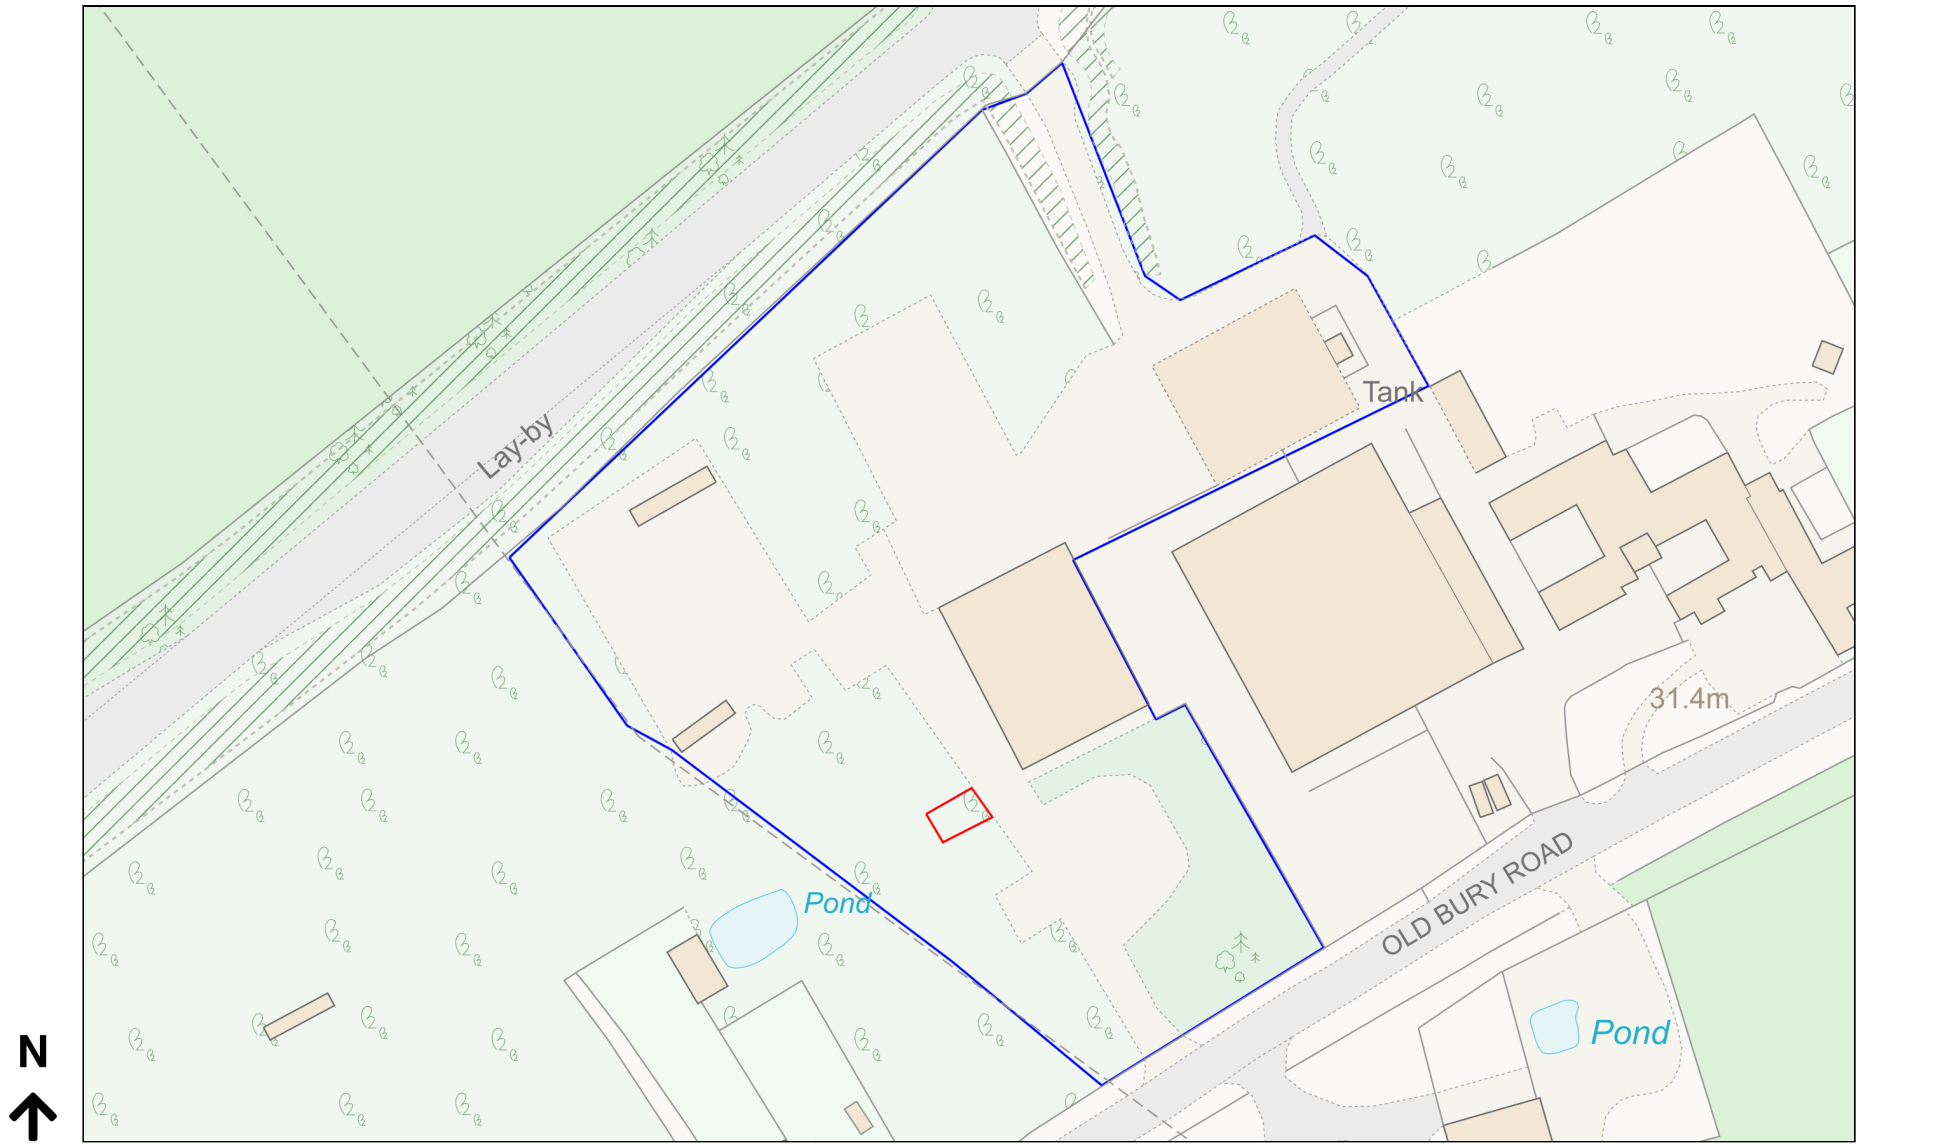 Lay-by
Tank
31.4m
Pond
OLD BURY ROAD
Pond
N